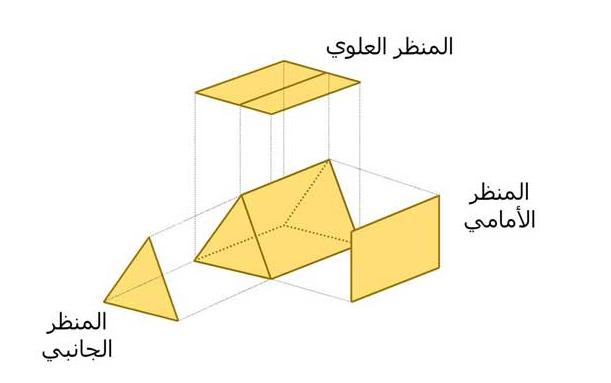 المنظر العلوي
المنظر
الأمامي
المنظر
الجانبي